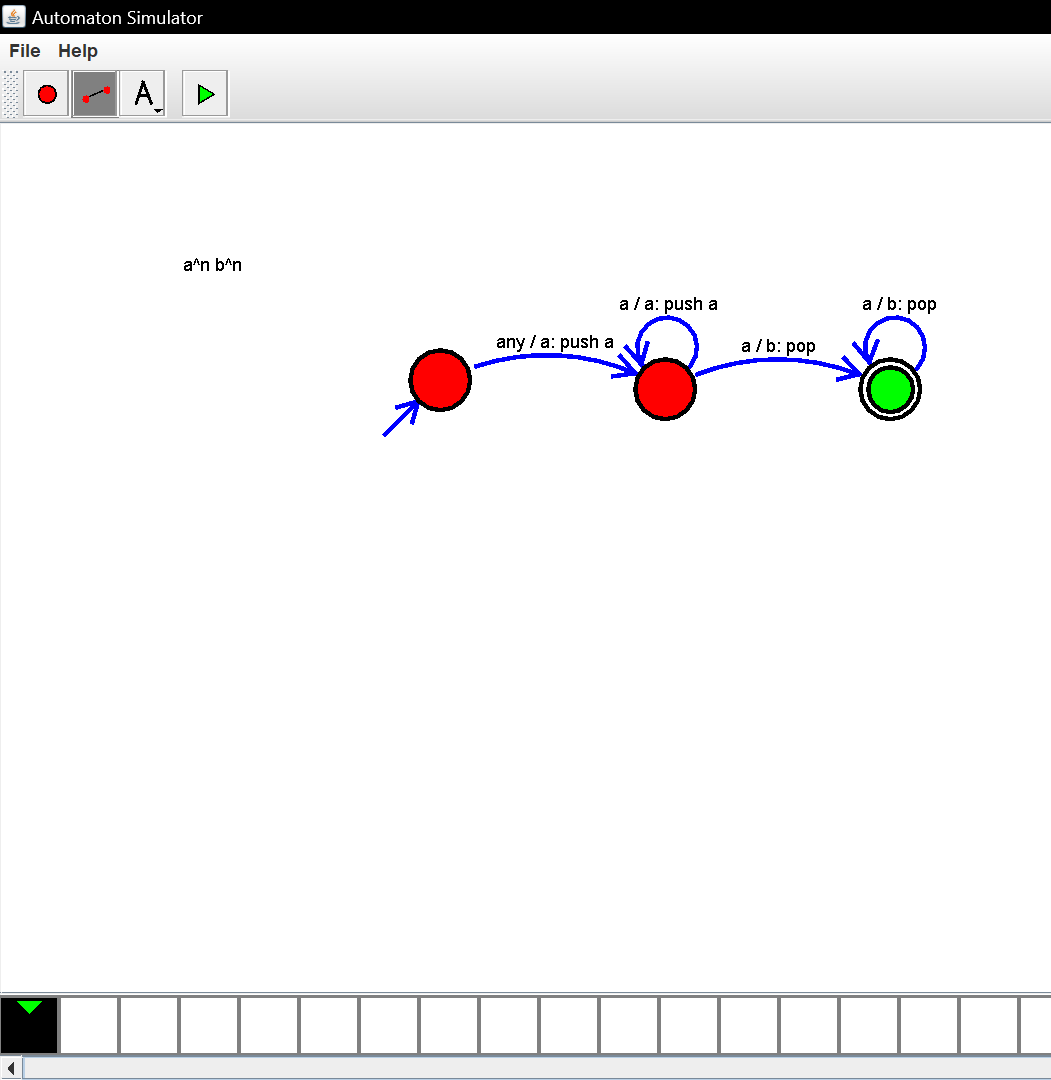 Automaton Simulator
File Help
A
a^n b^n
a / a: push a
a / b: pop
any / a: push a
a / b: pop